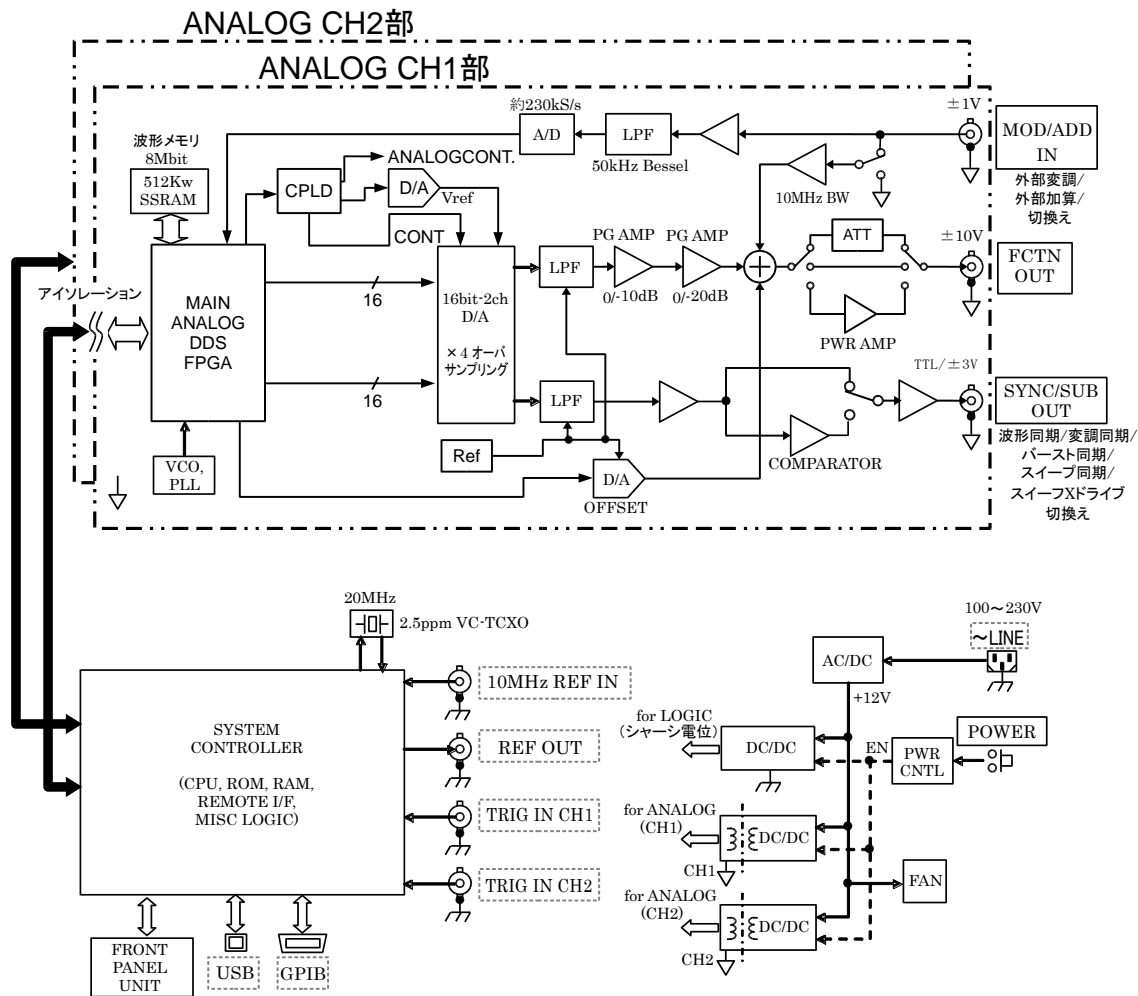 ANALOG CH2部
ANALOG CH1部
波形メモリ
8Mbit
512Kw
SSRAM
CPLD
ANALOGCONT.
D/A
Vref
CONT
約230kS/s
A/D
LPF
50kHz Bessel
±1V
MOD/ADD
IN
外部変調/
外部加算/
切換え
10MHz BW
アイソレーション
MAIN
ANALOG
DDS
FPGA
16
16
16bit-2ch
D/A
×4オーバ
サンプリング
LPF
PG AMP
0/-10dB
PG AMP
0/-20dB
ATT
PWR AMP
±10V
FCTN
OUT
LPF
COMPARATOR
TTL/±3V
SYNC/SUB
OUT
波形同期/変調同期/
バースト同期/
スイープ同期/
スイーフXドライブ
切換え
VCO,
PLL
Ref
D/A
OFFSET
20MHz
2.5ppm VC-TCXO
SYSTEM
CONTROLLER
(CPU, ROM, RAM,
REMOTE I/F,
MISC LOGIC)
10MHz REF IN
REF OUT
TRIG IN CH1
TRIG IN CH2
FRONT
PANEL
UNIT
USB
GPIB
100~230V
~LINE
AC/DC
+12V
for LOGIC
(シャーシ電位)
DC/DC
EN
PWR
CNTL
POWER
for ANALOG
(CH1)
DC/DC
CH1
FAN
for ANALOG
(CH2)
DC/DC
CH2